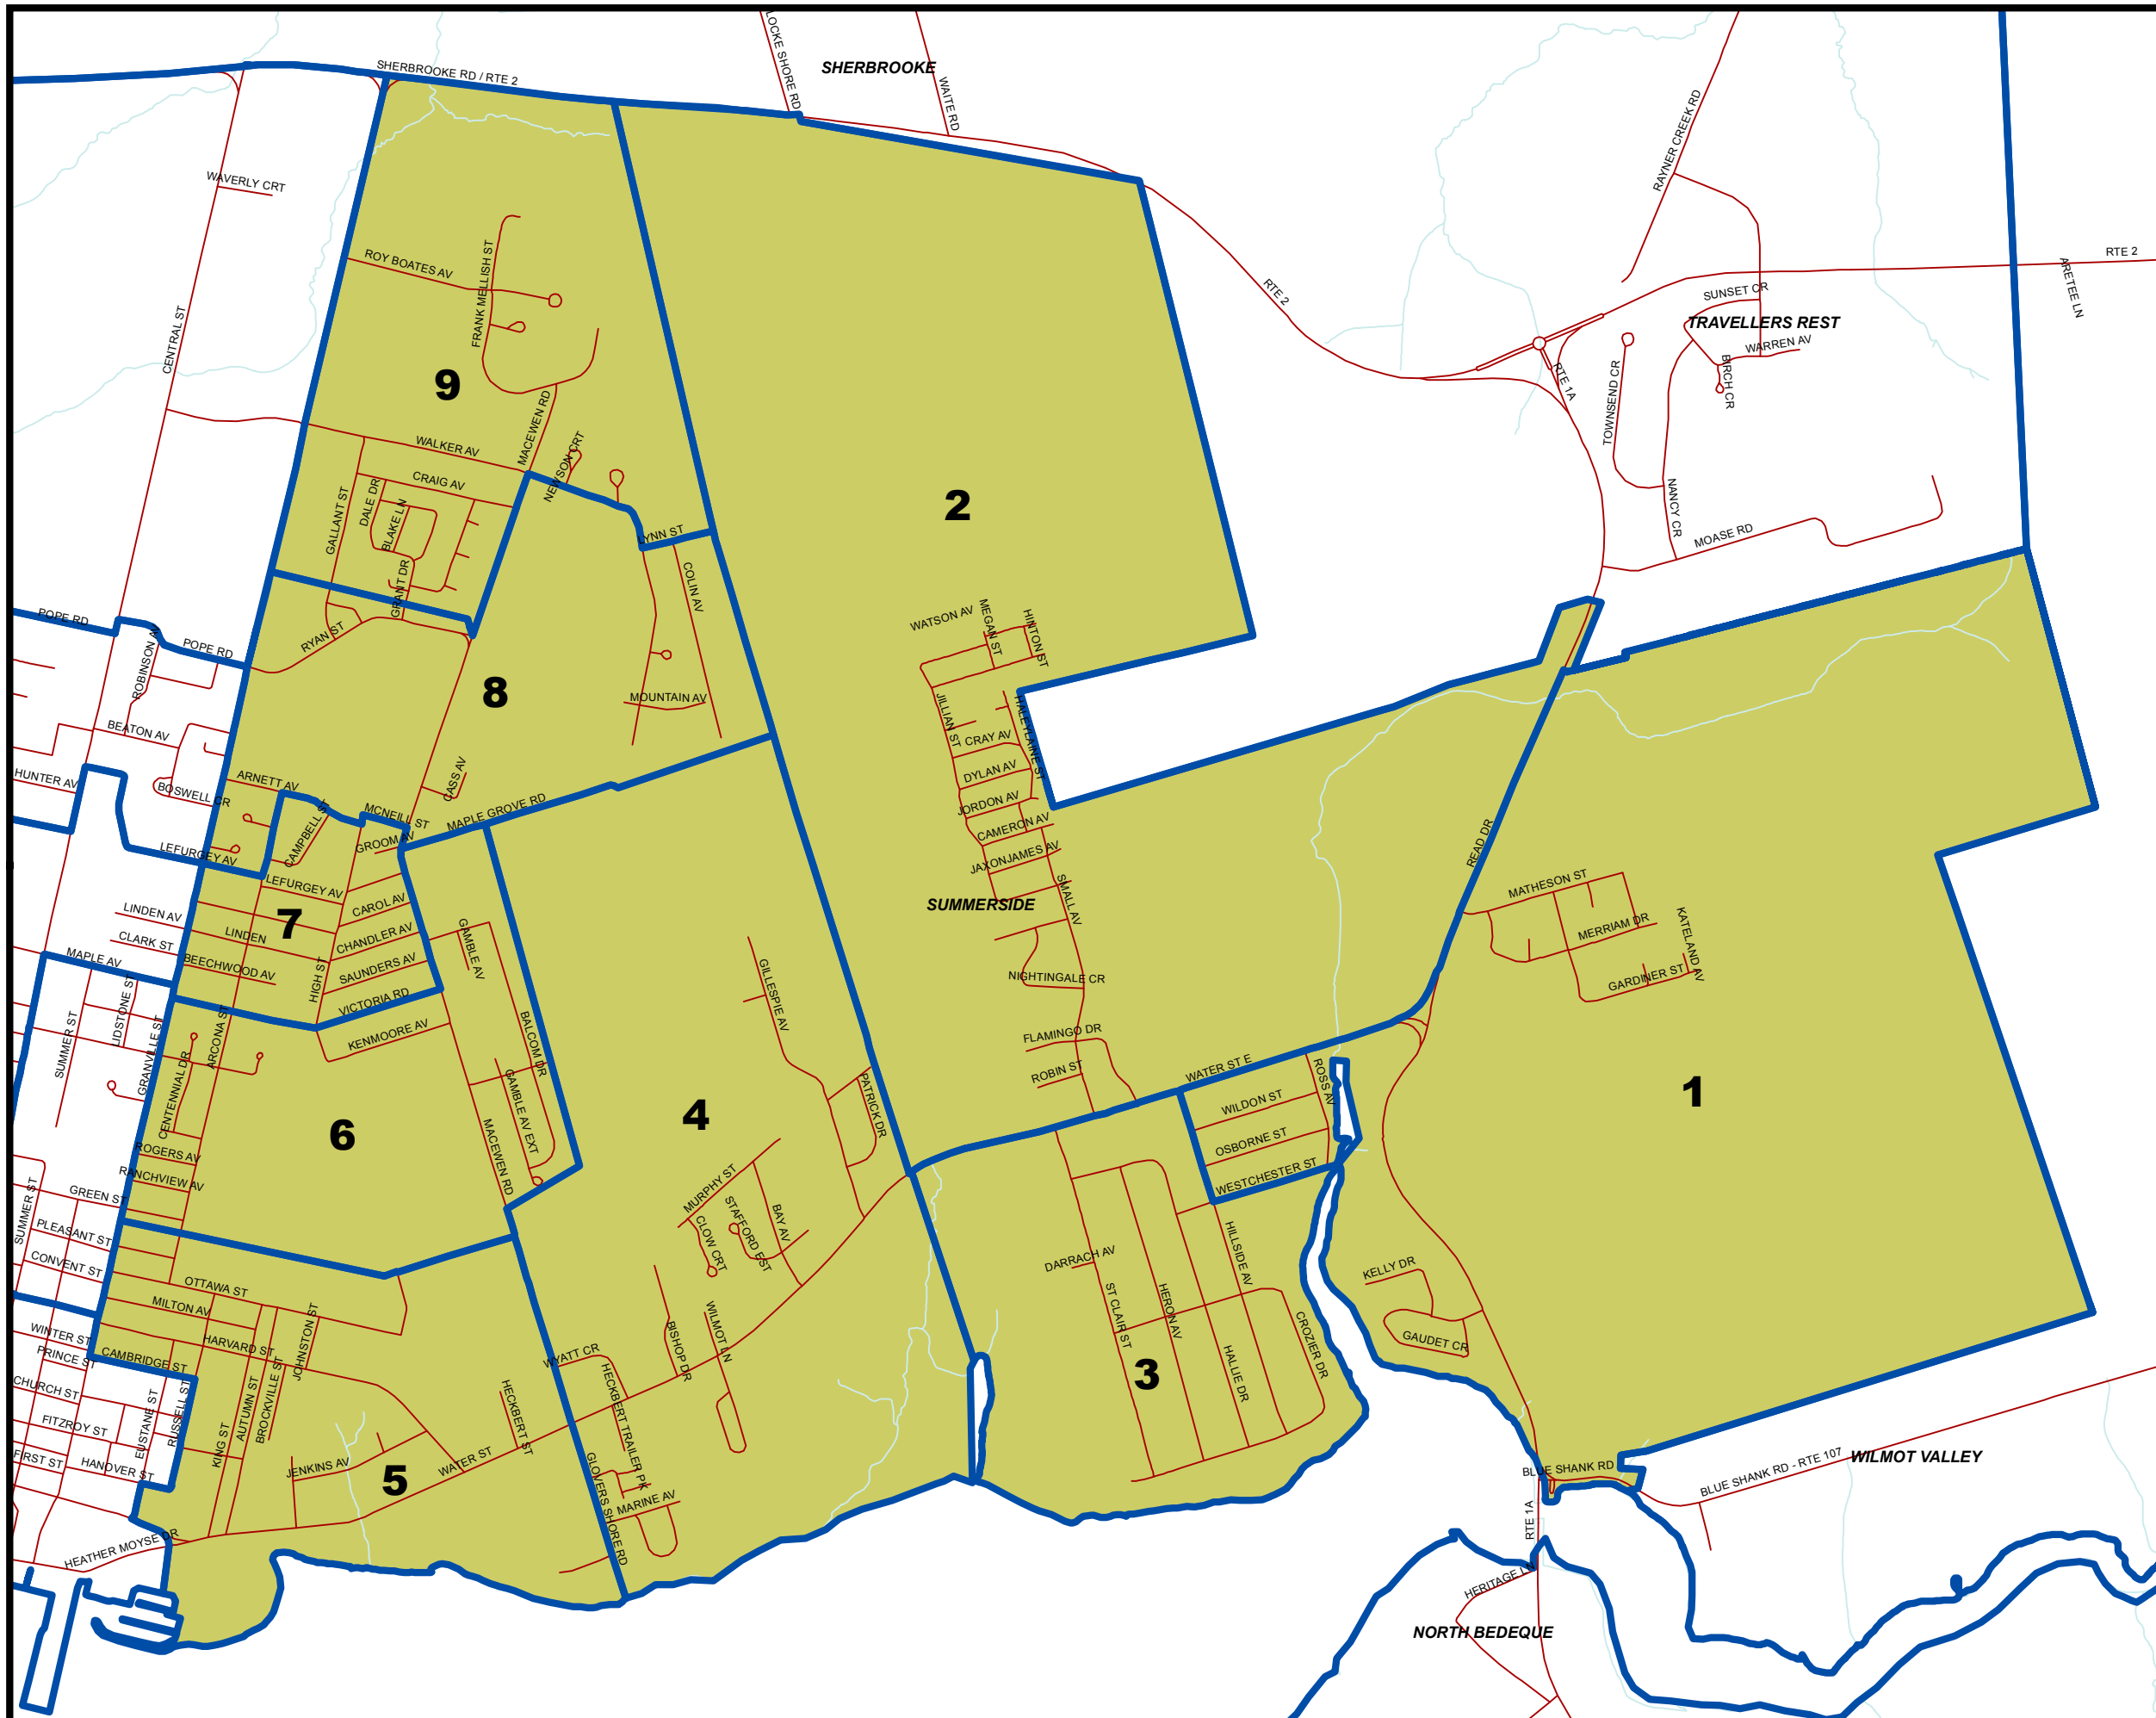 LOCKE SHORE RD
SHERBROOKE
SHERBROOKE RD / RTE 2
WAITE RD
RAYNER CREEK RD
WAVERLY CRT
ROY BOATES AV
FRANK MELLISH ST
RTE 2
RTE 2
ARETEE LN
SUNSET CR
TRAVELLERS REST
WARREN AV
BIRCH CR
CENTRAL ST
9
RTE 1A
TOWNSEND CR
MACEWEN RD
WALKER AV
NEWSON CRT
CRAIG AV
DALE DR
BLAKE LN
GALLANT ST
2
NANCY CR
MOASE RD
LYNN ST
COLIN AV
GRANT DR
POPE RD
POPE RD
ROBINSON AV
RYAN ST
WATSON AV
MEGAN ST
HINTON ST
8
MOUNTAIN AV
JILLIAN ST
HALEYLAINE ST
BEATON AV
CRAY AV
HUNTER AV
ARNETT AV
BOSWELL CR
CASS AV
DYLAN AV
MCNEILL ST
MAPLE GROVE RD
JORDON AV
CAMPBELL ST
GROOM AV
CAMERON AV
LEFURGEY AV
JAXONJAMES AV
READ DR
LEFURGEY AV
SMALL AV
MATHESON ST
LINDEN AV
CAROL AV
SUMMERSIDE
7
LINDEN
CLARK ST
CHANDLER AV
GAMBLE AV
MERRIAM DR
KATELAND AV
MAPLE AV
BEECHWOOD AV
SAUNDERS AV
HIGH ST
GILLESPIE AV
NIGHTINGALE CR
GARDINER ST
VICTORIA RD
LIDSTONE ST
SUMMER ST
GRANVILLE ST
ARCONA ST
KENMOORE AV
BALCOM DR
FLAMINGO DR
CENTENNIAL DR
ROBIN ST
WATER ST E
ROSS AV
1
WILDON ST
PATRICK DR
GAMBLE AV EXT
4
6
OSBORNE ST
ROGERS AV
MACEWEN RD
RANCHVIEW AV
WESTCHESTER ST
GREEN ST
SUMMER ST
MURPHY ST
STAFFORD EST
BAY AV
CLOW CRT
PLEASANT ST
HILLSIDE AV
CONVENT ST
DARRACH AV
KELLY DR
OTTAWA ST
MILTON AV
ST CLAIR ST
HERON AV
CROZIER DR
WINTER ST
HARVARD ST
JOHNSTON ST
WILMOT LN
BISHOP DR
GAUDET CR
PRINCE ST
CAMBRIDGE ST
WYATT CR
HALLIE DR
3
CHURCH ST
HECKBERT ST
HECKBERT TRAILER PK
FITZROY ST
EUSTANE ST
RUSSELL ST
KING ST
AUTUMN ST
BROCKVILLE ST
FIRST ST
HANOVER ST
JENKINS AV
5
WATER ST
GLOVERS SHORE RD
MARINE AV
BLUE SHANK RD
BLUE SHANK RD - RTE 107
WILMOT VALLEY
RTE 1A
HEATHER MOYSE DR
HERITAGE LN
NORTH BEDEQUE